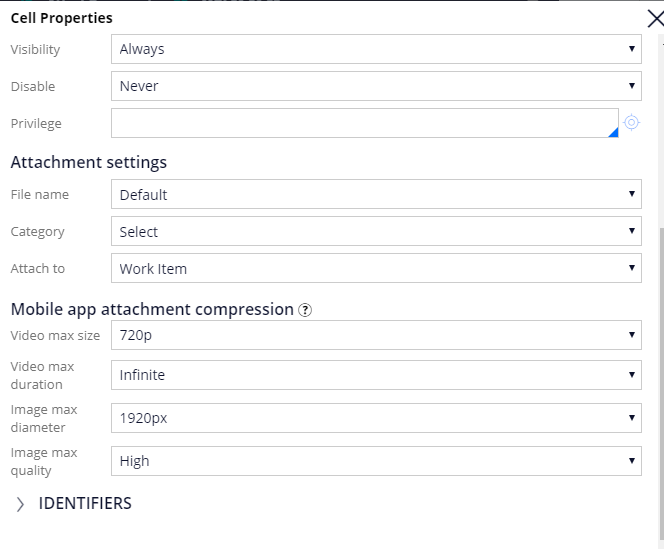 Cell Properties
Visibility Always
Disable Never
Privilege
Attachment settings
File name Default
Category Select
Attach to Work Item
Mobile app attachment compression ?
Video max size 720p
Video max
duration Infinite
Image max
diameter 1920px
Image max
quality High
IDENTIFIERS